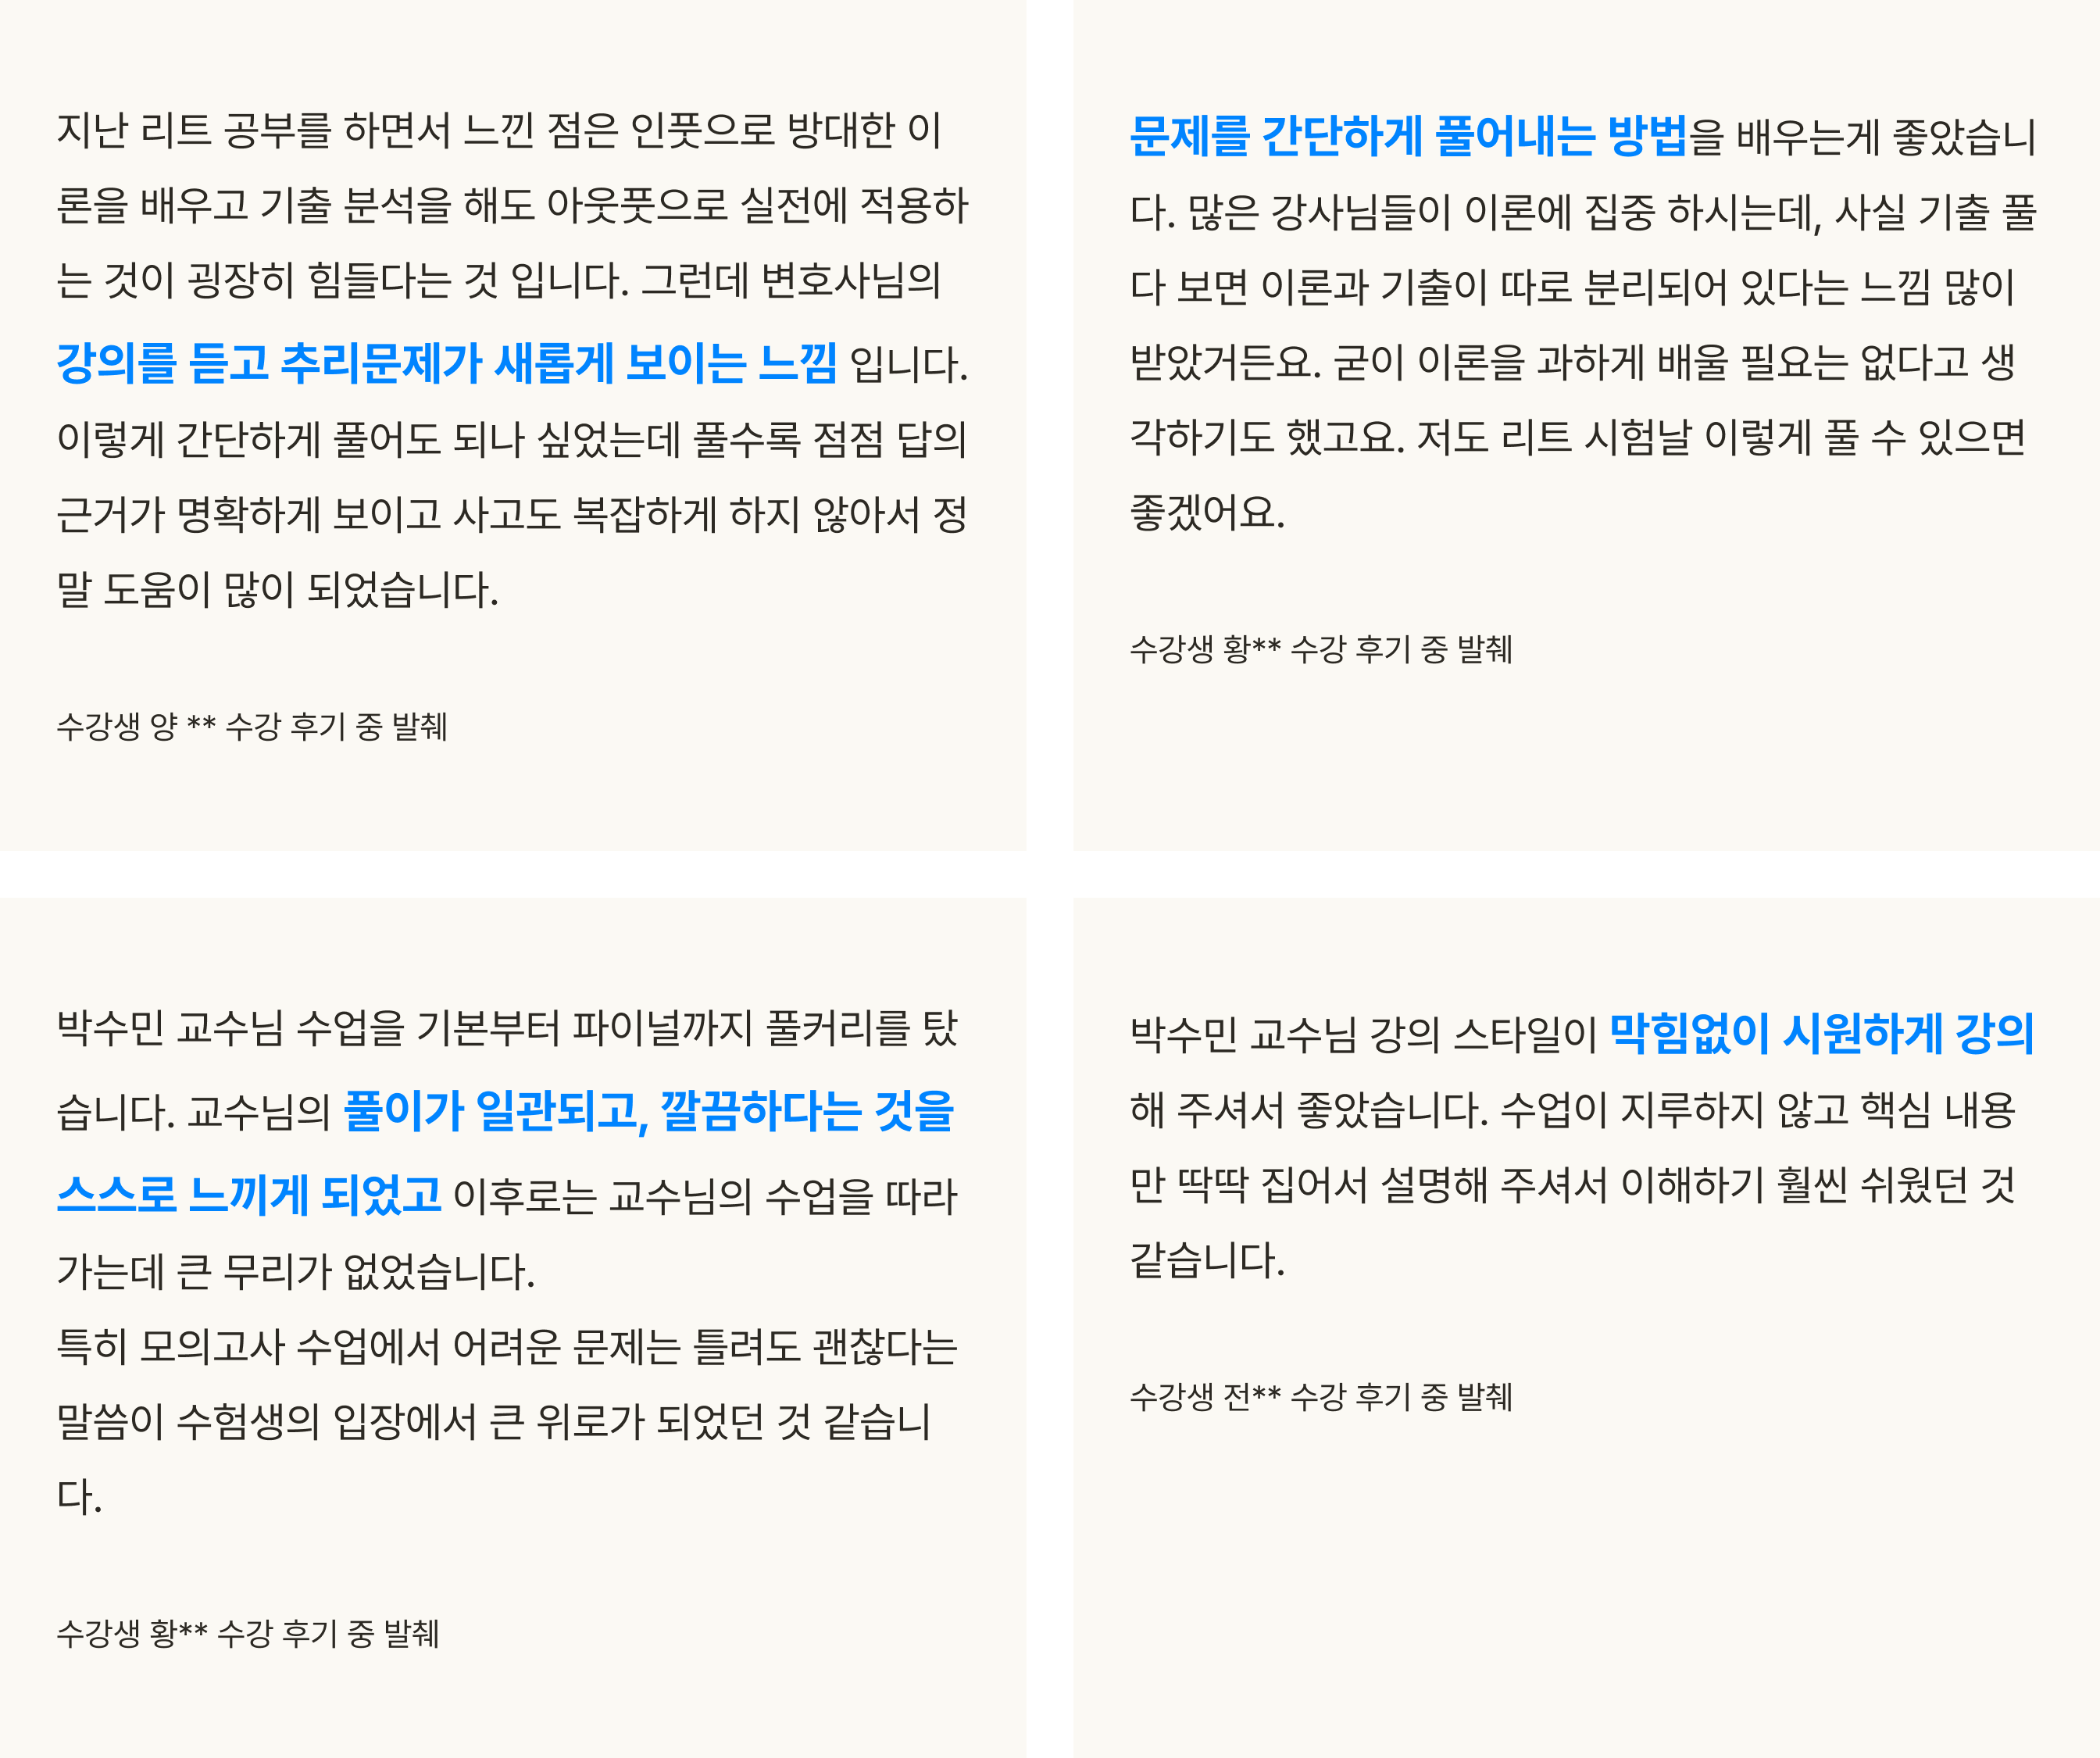 지난 리트 공부를 하면서 느낀 점은 인풋으로 방대한 이
론을 배우고 기출 분석을 해도 아웃풋으로 실전에 적용하
는 것이 굉장히 힘들다는 것 입니다. 그런데 변호사님의
강의를 듣고 추리문제가 새롭게 보이는 느낌 입니다.
이렇게 간단하게 풀어도 되나 싶었는데 풀수록 점점 답의
근거가 명확하게 보이고 사고도 복잡하게 하지 않아서 정
말 도움이 많이 되었습니다.
수강생 양 ** 수강 후기 중 발췌
문제를 간단하게 풀어내는 방법을 배우는게 좋았습니
다. 많은 강사님들이 이론에 집중 하시는데, 사실 기출 풀
다 보면 이론과 기출이 따로 분리되어 있다는 느낌 많이
받았거든요. 굳이 이론을 과하게 배울 필요는 없다고 생
각하기도 했고요. 저도 리트 시험날 이렇게 풀 수 있으면
좋겠어요.
수강생 황** 수강 후기 중 발췌
박수민 교수님 수업을 기본부터 파이널까지 풀커리를 탔
습니다. 교수님의 풀이가 일관되고, 깔끔하다는 것을
스스로 느끼게 되었고 이후로는 교수님의 수업을 따라
가는데 큰 무리가 없었습니다.
특히 모의고사 수업에서 어려운 문제는 틀려도 괜찮다는
말씀이 수험생의 입장에서 큰 위로가 되었던 것 같습니
다.
수강생 황** 수강 후기 중 발췌
박수민 교수님 강의 스타일이 막힘없이 시원하게 강의
해 주셔서 좋았습니다. 수업이 지루하지 않고 핵심 내용
만 딱딱 집어서 설명해 주셔서 이해하기 훨씬 쉬웠던 것
같습니다.
수강생 전** 수강 후기 중 발췌